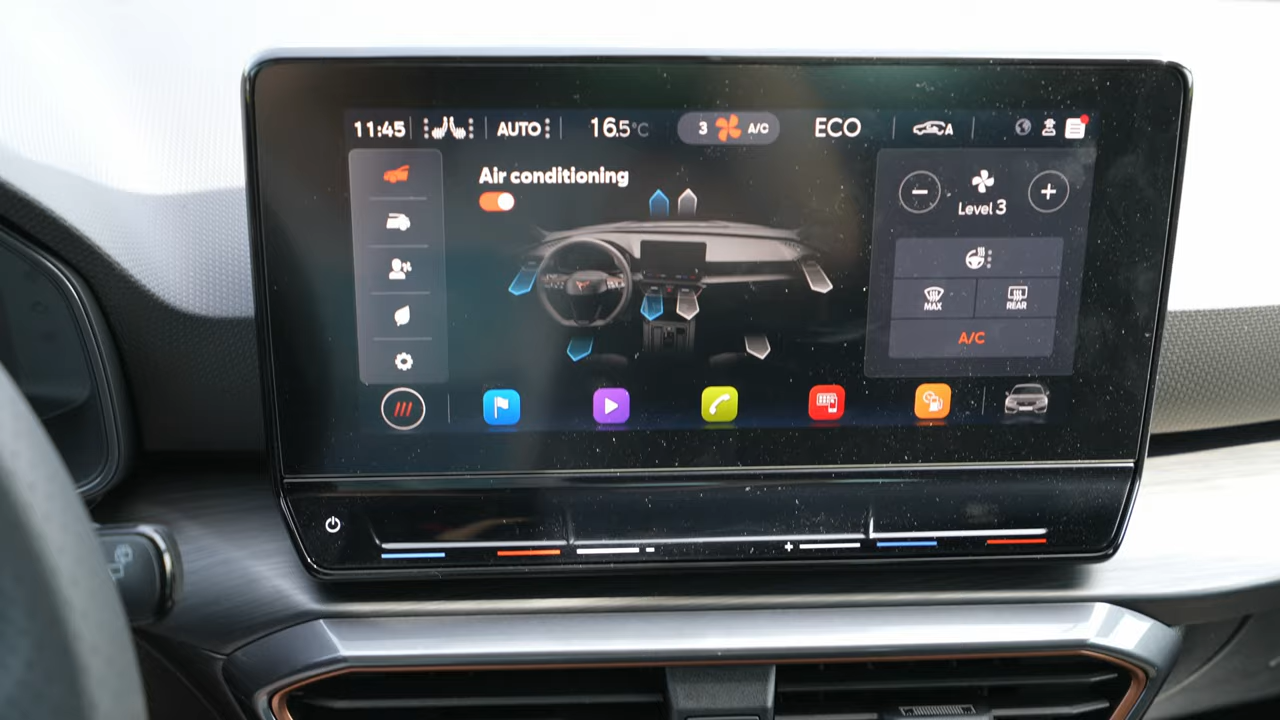 11:45 AUTO 16.5°C 3 A/C ECO A
Air conditioning
Level 3
MAX REAR
A/C